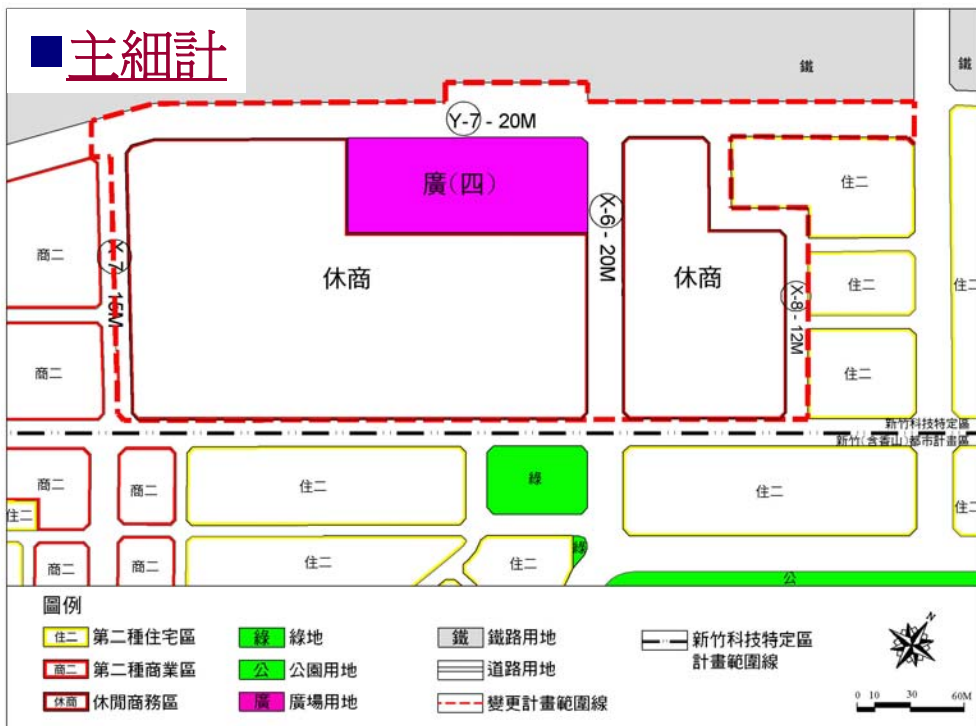 ■主細計
鐵
鐵
Y-7 - 20M
廣(四)
住二
商二
X-7 - 15M
休商
X-6 - 20M
休商
X-8 - 12M
住二
住二
商二
住二
新竹科技特定區
新竹(含香山)都市計畫區
商二
住二
商二
住二
綠
住二
住二
商二
商二
住二
住二
綠
公
圖例
住二 第二種住宅區
綠 綠地
鐵 鐵路用地
新竹科技特定區
計畫範圍線
商二 第二種商業區
公 公園用地
道路用地
休商 休閒商務區
廣 廣場用地
變更計畫範圍線
N
0 10 30 60M